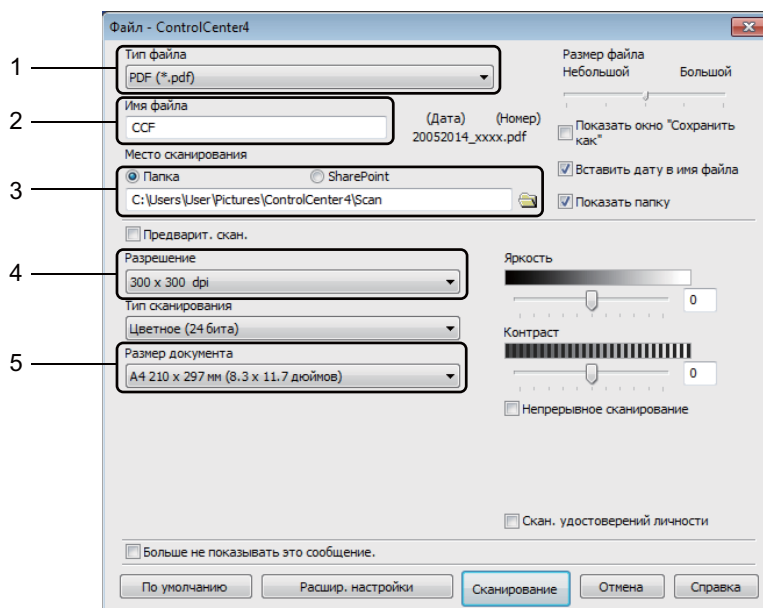 Файл - ControlCenter4
1
Тип файла
PDF (*.pdf)
Размер файла
Небольшой Большой
2
Имя файла
CCF
(Дата) (Номер)
20052014_xxxx.pdf
Показать окно "Сохранить
как"
Вставить дату в имя файла
Показать папку
Место сканирования
3
Папка SharePoint
C:\Users\User\Pictures\ControlCenter4\Scan
Предварит. скан.
4
Разрешение
300 x 300 dpi
Яркость
0
Тип сканирования
Цветное (24 бита)
Контраст
0
5
Размер документа
A4 210 x 297 мм (8.3 x 11.7 дюймов)
Непрерывное сканирование
Скан. удостоверений личности
Больше не показывать это сообщение.
По умолчанию Расшир. настройки Сканирование Отмена Справка